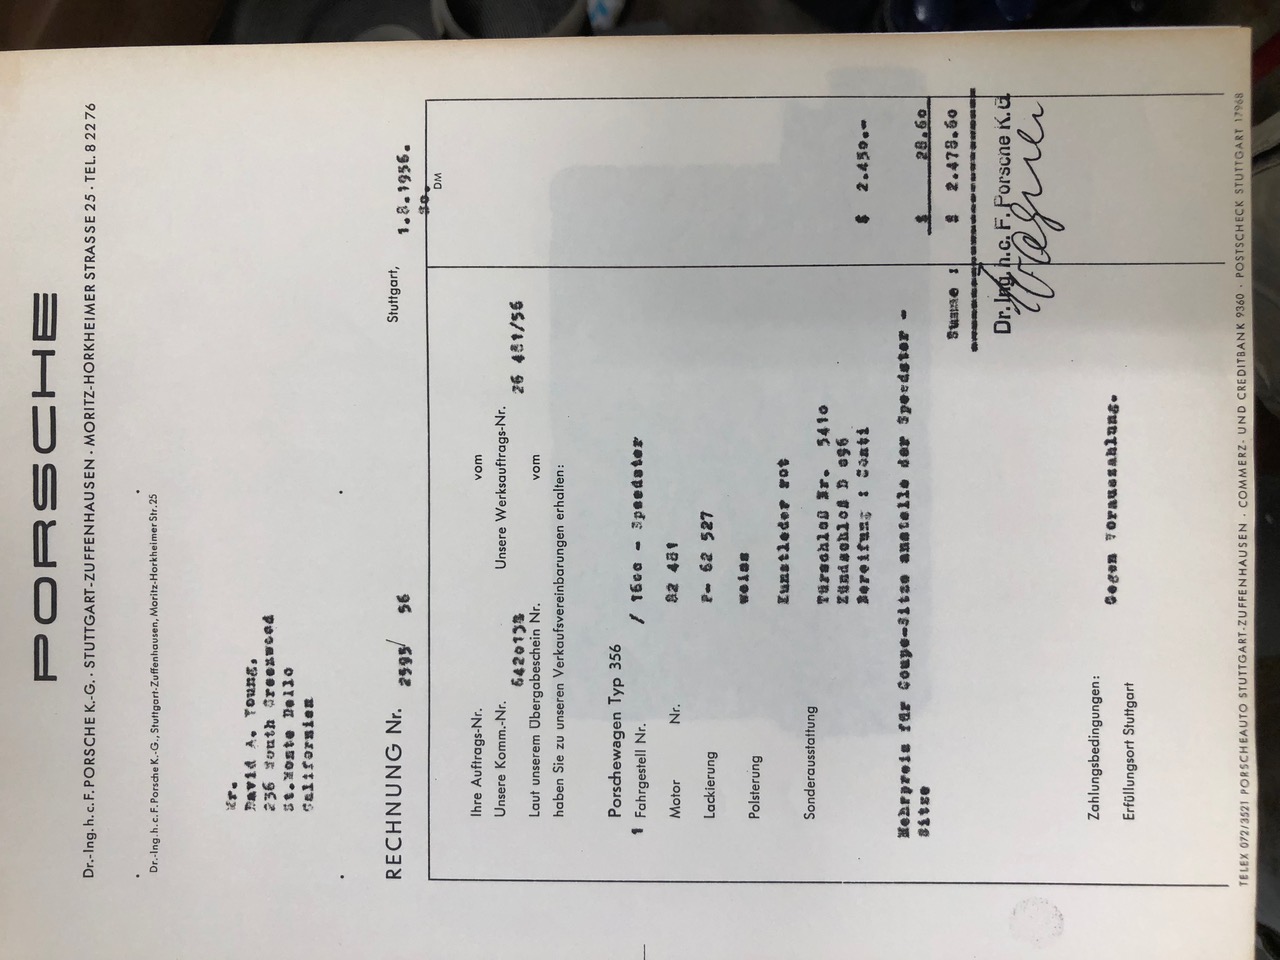 PORSCHE
Dr.-Ing. h. c. F. PORSCHE K.-G. · STUTTGART-ZUFFENHAUSEN · MORITZ-HORKHEIMER STRASSE 25 · TEL. 8 22 76
Dr.-Ing. h. c. F. Porsche K.-G., Stuttgart-Zuffenhausen, Moritz-Horkheimer Str. 25
Mr.
David A. Young,
236 South Greenwood
St.Monte Bello
Californien
RECHNUNG Nr. 2595/ 56 Stuttgart, 1.8.1956.
DM
Ihre Auftrags-Nr. vom
Unsere Komm.-Nr. Unsere Werksauftrags-Nr. 26 481/56
Laut unserem Übergabeschein Nr. vom
haben Sie zu unseren Verkaufsvereinbarungen erhalten:
Porschewagen Typ 356
1 Fahrgestell Nr. / 1600 - Speedster
Motor Nr. 82 481
Lackierung P- 62 527
Polsterung weiss
Kunstleder rot
Sonderausstattung Türschloß Nr. 5410
Zündschloß D 096
Bereifung : Conti $ 2.450.-
Mehrpreis für Coupe-Sitze anstelle der Speedster -
Sitze $ 28.60
Summe : $ 2.478.60
Dr. Ing. h.c. F. Porsche K.G.
Zahlungsbedingungen: Gegen Vorauszahlung.
Erfüllungsort Stuttgart
TELEX 072/3521 PORSCHEAUTO STUTTGART-ZUFFENHAUSEN · COMMERZ- UND CREDITBANK 9360 · POSTSCHECK STUTTGART 17968